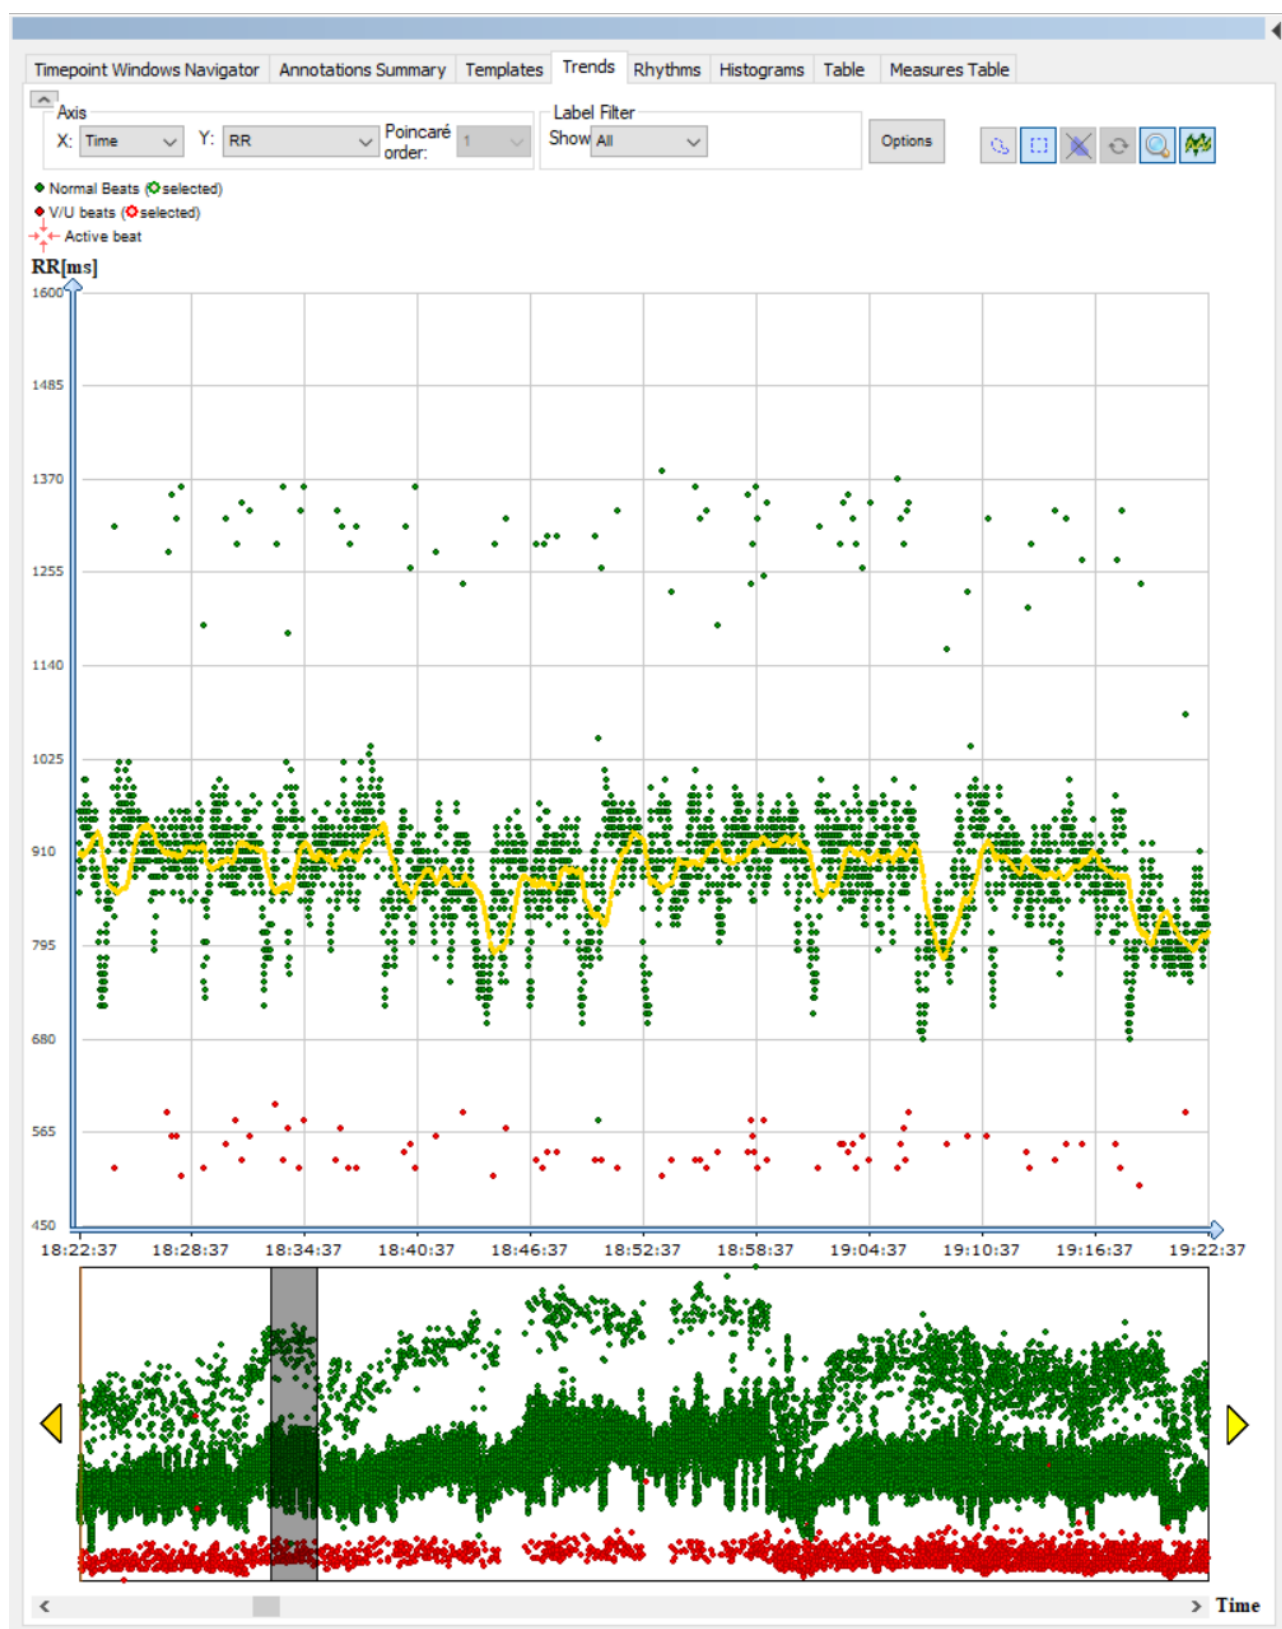 Timepoint Windows Navigator Annotations Summary Templates Trends Rhythms Histograms Table Measures Table
Axis Label Filter
X: Time Y: RR Poincaré order: 1 Show All Options
Normal Beats (selected)
V/U beats (selected)
Active beat
RR[ms]
1600
1485
1370
1255
1140
1025
910
795
680
565
450
18:22:37 18:28:37 18:34:37 18:40:37 18:46:37 18:52:37 18:58:37 19:04:37 19:10:37 19:16:37 19:22:37
Time